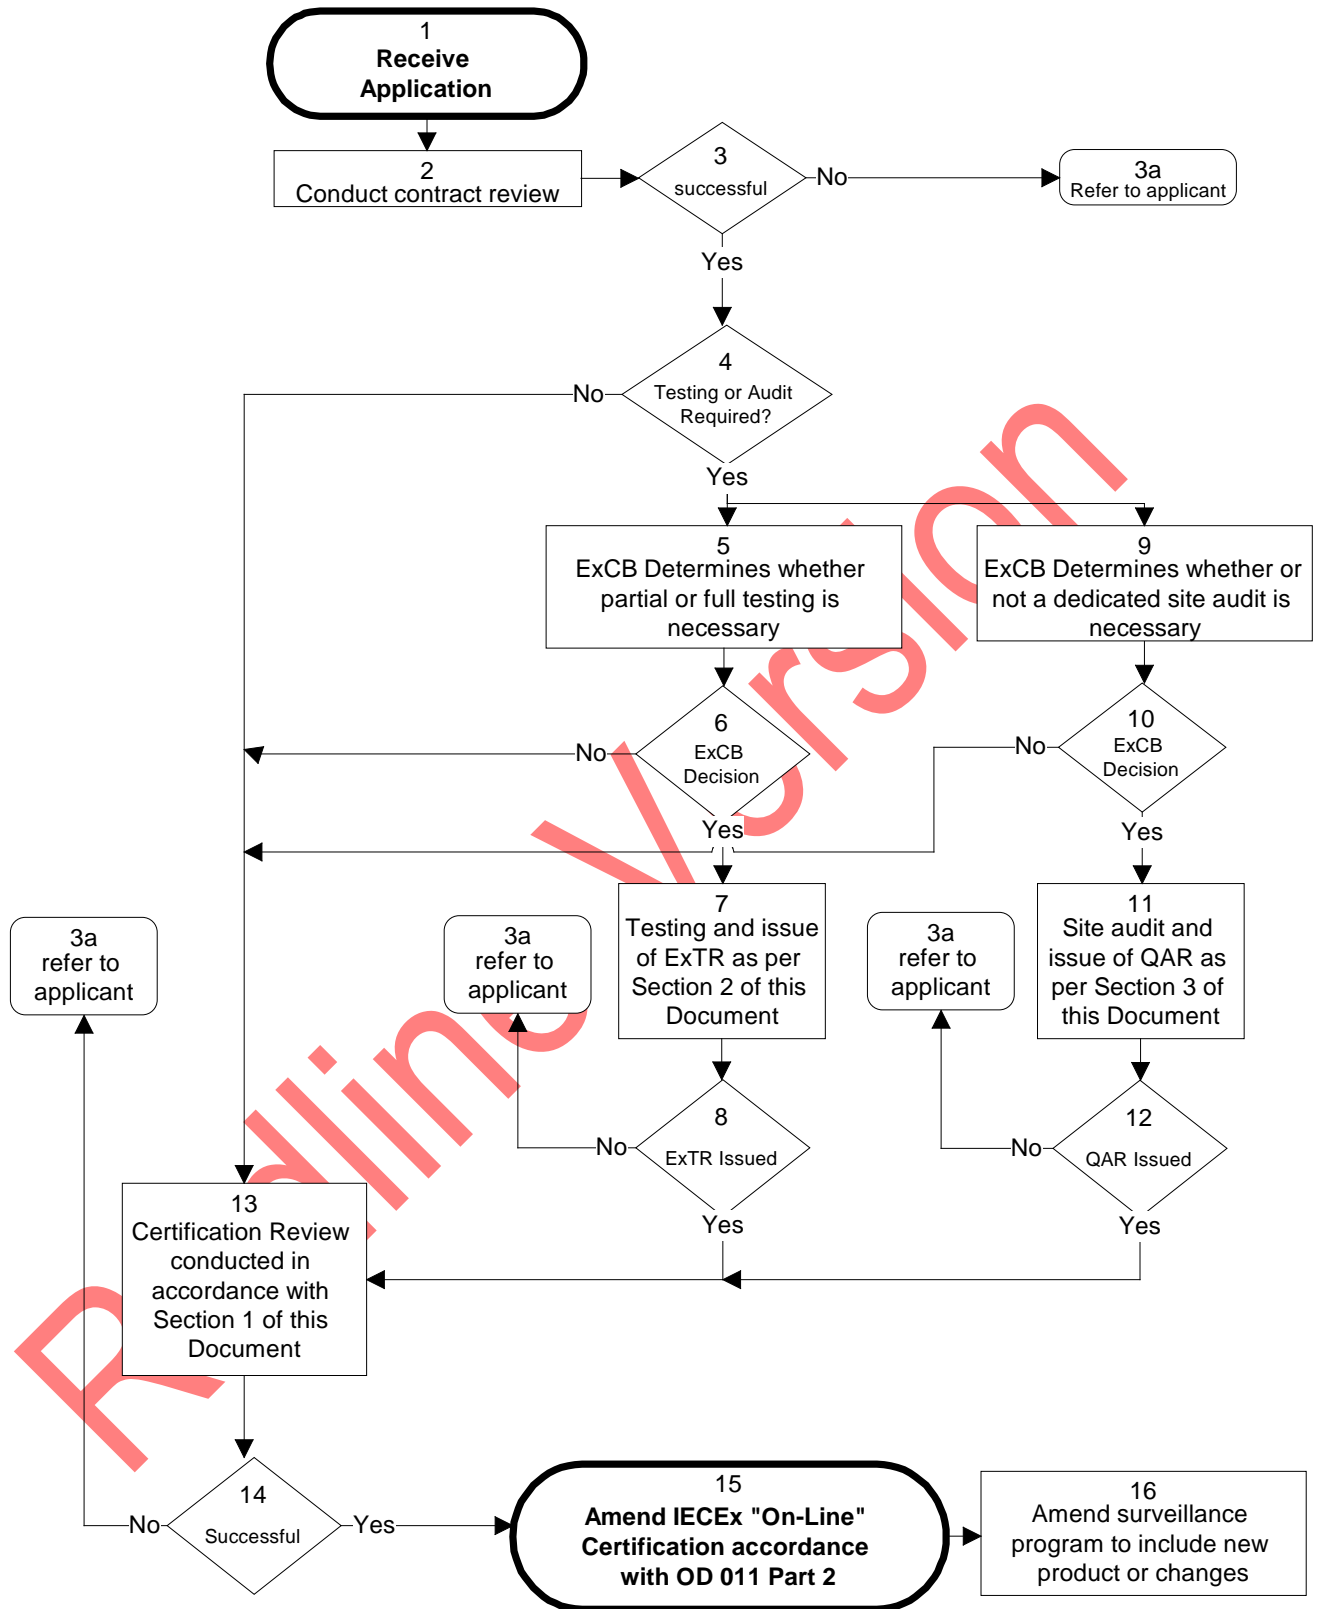 1
Receive
Application
2
Conduct contract review
3
successful
No
3a
Refer to applicant
Yes
4
Testing or Audit
Required?
No
Yes
5
ExCB Determines whether
partial or full testing is
necessary
9
ExCB Determines whether or
not a dedicated site audit is
necessary
6
ExCB
Decision
No
Yes
10
ExCB
Decision
No
Yes
7
Testing and issue
of ExTR as per
Section 2 of this
Document
11
Site audit and
issue of QAR as
per Section 3 of
this Document
3a
refer to
applicant
3a
refer to
applicant
3a
refer to
applicant
8
ExTR Issued
No
Yes
12
QAR Issued
No
Yes
13
Certification Review
conducted in
accordance with
Section 1 of this
Document
14
Successful
No
Yes
15
Amend IECEx "On-Line"
Certification accordance
with OD 011 Part 2
16
Amend surveillance
program to include new
product or changes
Redline Version